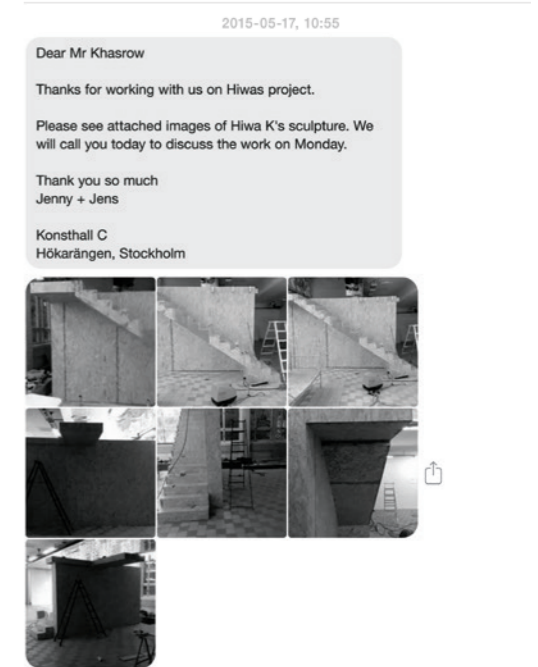 2015-05-17, 10:55
Dear Mr Khasrow
Thanks for working with us on Hiwas project.
Please see attached images of Hiwa K's sculpture. We
will call you today to discuss the work on Monday.
Thank you so much
Jenny + Jens
Konsthall C
Hökarängen, Stockholm